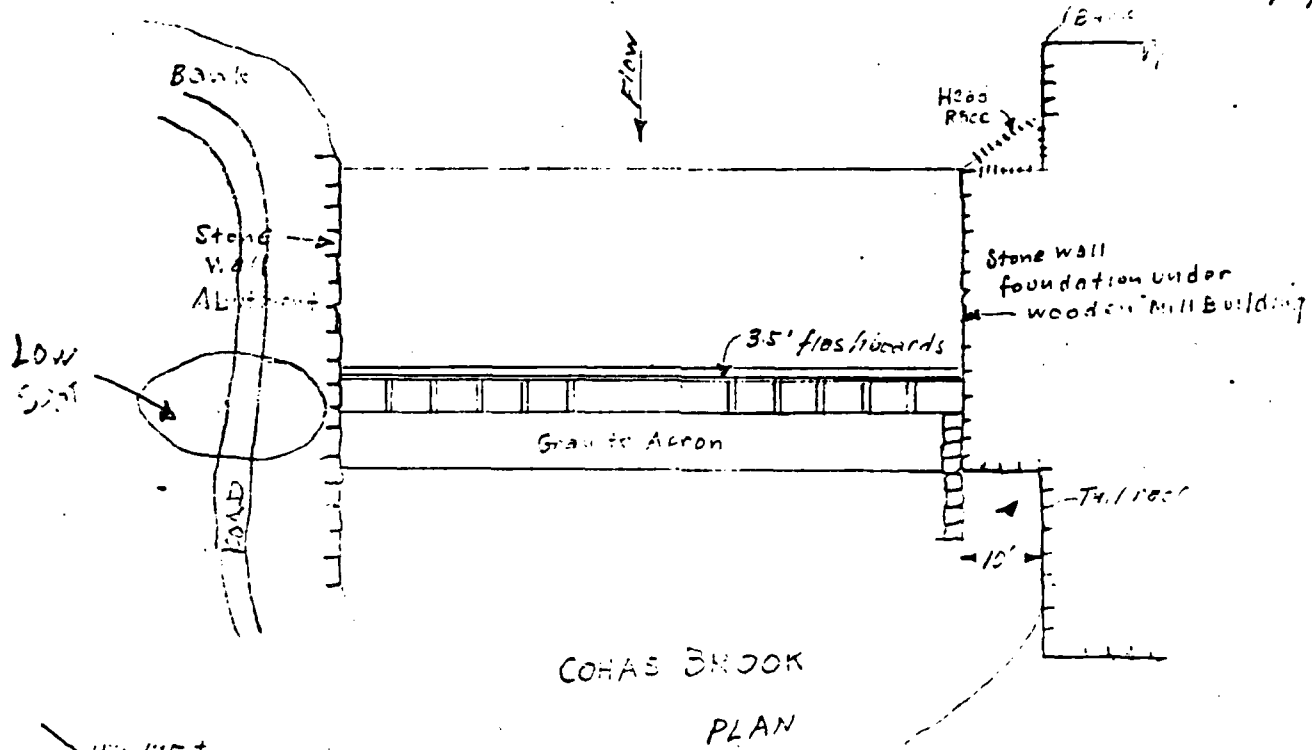 Bank
Flow
Head
Race
Stone
Wall
Abutment
Stone wall
foundation under
wooden Mill Building
3.5' flashboards
Low
Spot
Granite Apron
ROAD
Tailrace
10'
COHAS BROOK
PLAN